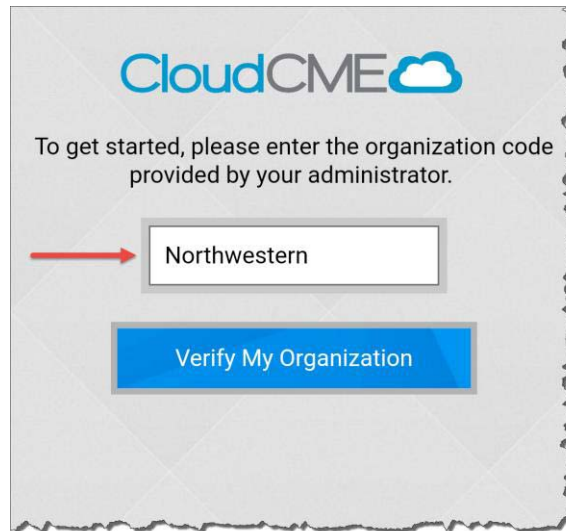 CloudCME
To get started, please enter the organization code
provided by your administrator.
Northwestern
Verify My Organization